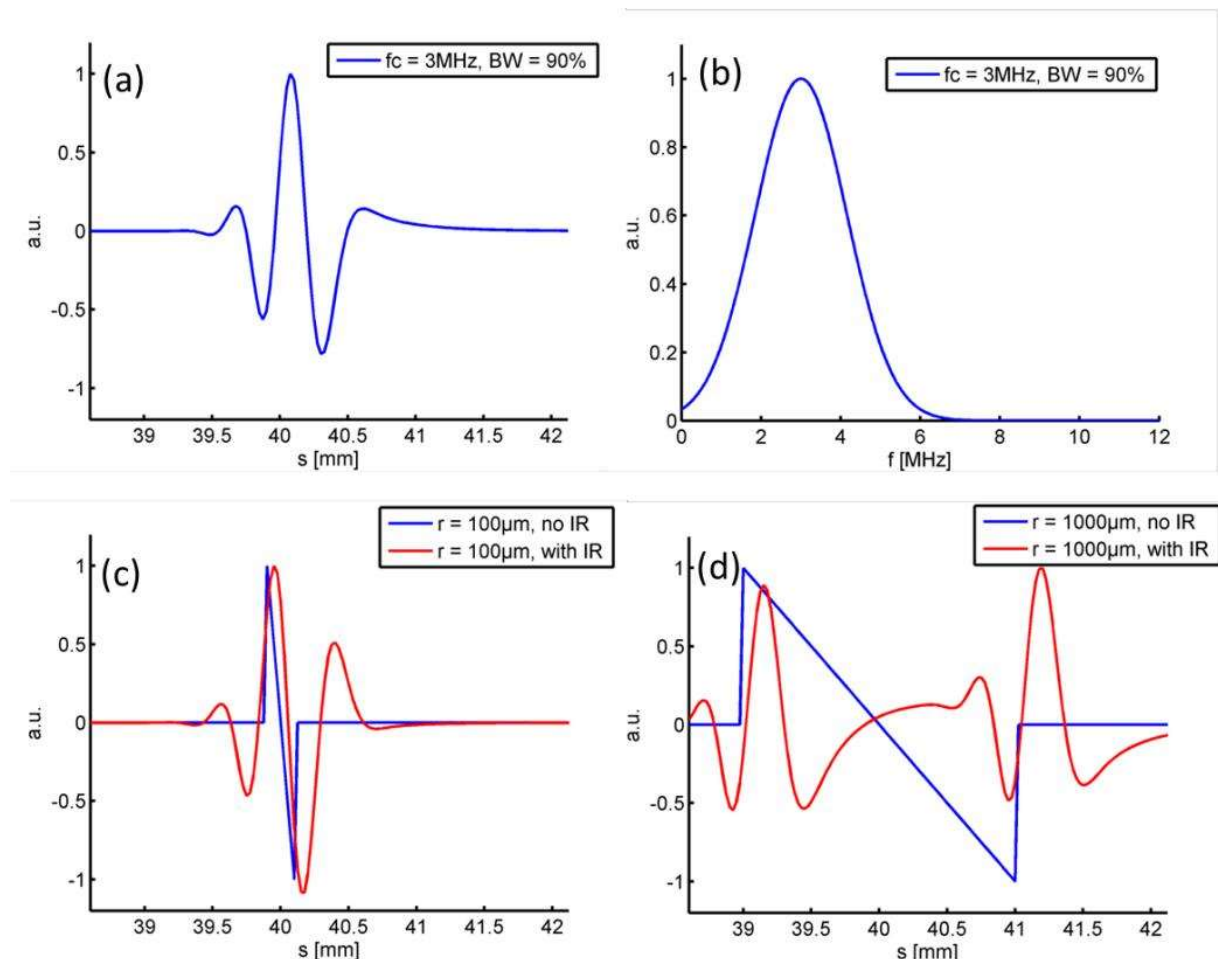 (a)
fc = 3MHz, BW = 90%
1
0.5
0
-0.5
-1
a.u.
39 39.5 40 40.5 41 41.5 42
s [mm]
(b)
fc = 3MHz, BW = 90%
1
0.8
0.6
0.4
0.2
0
a.u.
0 2 4 6 8 10 12
f [MHz]
(c)
r = 100µm, no IR
r = 100µm, with IR
1
0.5
0
-0.5
-1
a.u.
39 39.5 40 40.5 41 41.5 42
s [mm]
(d)
r = 1000µm, no IR
r = 1000µm, with IR
1
0.5
0
-0.5
-1
a.u.
39 39.5 40 40.5 41 41.5 42
s [mm]